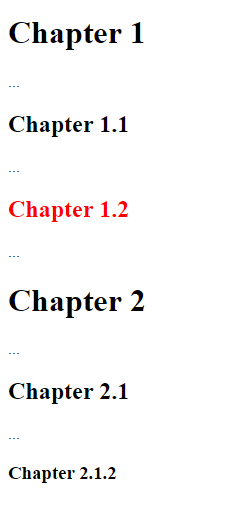 Chapter 1
...
Chapter 1.1
...
Chapter 1.2
...
Chapter 2
...
Chapter 2.1
...
Chapter 2.1.2